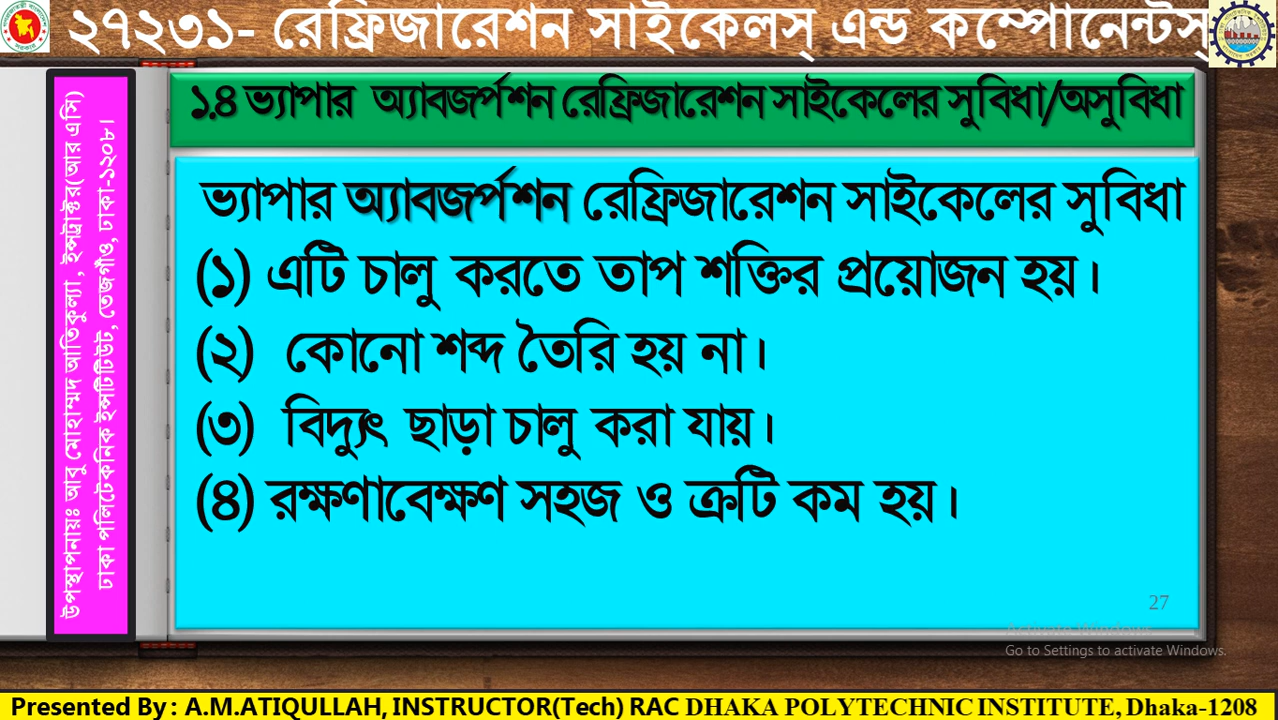 ২৭২৩১- রেফ্রিজারেশন সাইকেলস্ এন্ড কম্পোনেন্টস্
উপস্থাপনায়ঃ আবু মোহাম্মদ আতিকুল্যা, ইন্সট্রাক্টর(আর এসি)
ঢাকা পলিটেকনিক ইন্সটিটিউট, তেজগাঁও, ঢাকা-১২০৮।
১.৪ ভ্যাপার অ্যাবজর্পশন রেফ্রিজারেশন সাইকেলের সুবিধা/অসুবিধা
ভ্যাপার অ্যাবজর্পশন রেফ্রিজারেশন সাইকেলের সুবিধা
(১) এটি চালু করতে তাপ শক্তির প্রয়োজন হয়।
(২) কোনো শব্দ তৈরি হয় না।
(৩) বিদ্যুৎ ছাড়া চালু করা যায়।
(৪) রক্ষণাবেক্ষণ সহজ ও ত্রুটি কম হয়।
27
Activate Windows
Go to Settings to activate Windows.
Presented By : A.M.ATIQULLAH, INSTRUCTOR(Tech) RAC DHAKA POLYTECHNIC INSTITUTE, Dhaka-1208